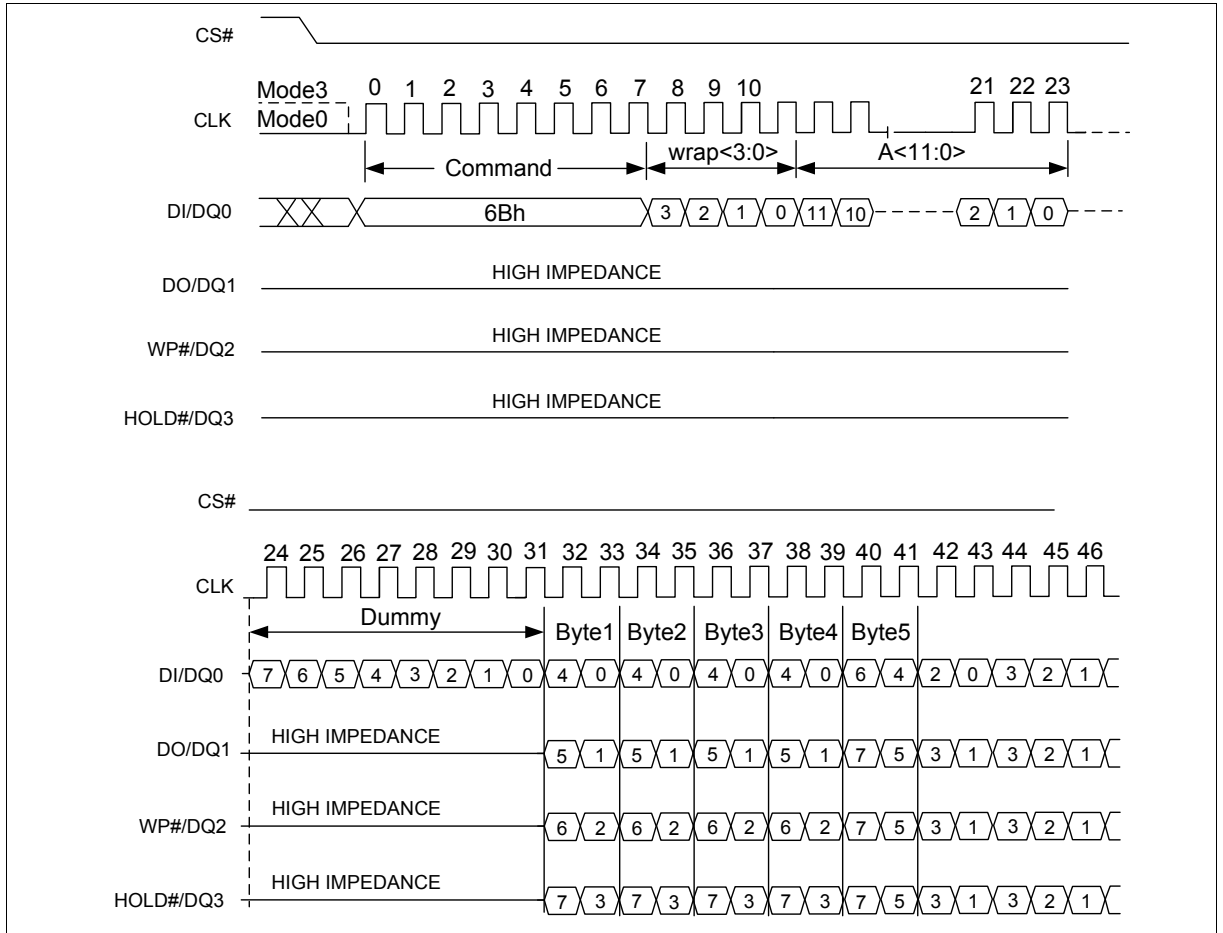 CS#
Mode3 0 1 2 3 4 5 6 7 8 9 10 21 22 23
CLK Mode0
Command wrap<3:0> A<11:0>
DI/DQ0 6Bh 3 2 1 0 11 10 2 1 0
DO/DQ1 HIGH IMPEDANCE
WP#/DQ2 HIGH IMPEDANCE
HOLD#/DQ3 HIGH IMPEDANCE
CS#
24 25 26 27 28 29 30 31 32 33 34 35 36 37 38 39 40 41 42 43 44 45 46
CLK
Dummy Byte1 Byte2 Byte3 Byte4 Byte5
DI/DQ0 7 6 5 4 3 2 1 0 4 0 4 0 4 0 4 0 6 4 2 0 3 2 1
DO/DQ1 HIGH IMPEDANCE 5 1 5 1 5 1 5 1 7 5 3 1 3 2 1
WP#/DQ2 HIGH IMPEDANCE 6 2 6 2 6 2 6 2 7 5 3 1 3 2 1
HOLD#/DQ3 HIGH IMPEDANCE 7 3 7 3 7 3 7 3 7 5 3 1 3 2 1